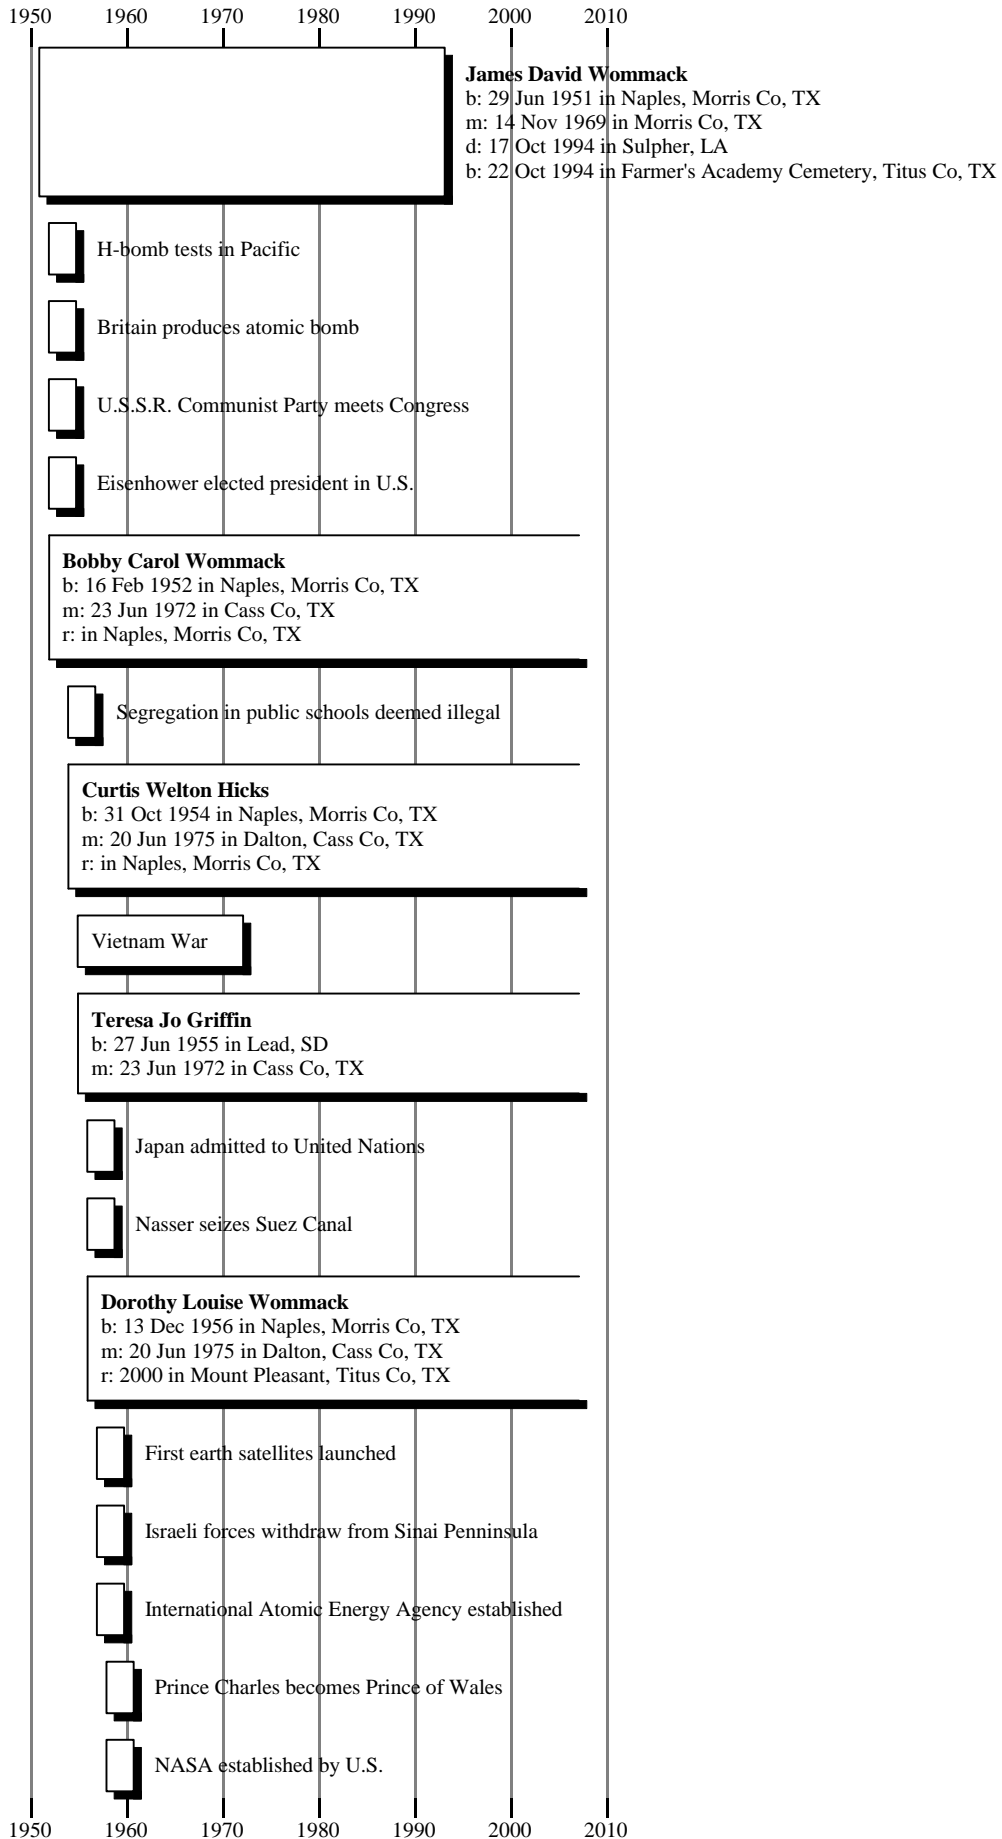 1950 1960 1970 1980 1990 2000 2010
James David Wommack
b: 29 Jun 1951 in Naples, Morris Co, TX
m: 14 Nov 1969 in Morris Co, TX
d: 17 Oct 1994 in Sulpher, LA
b: 22 Oct 1994 in Farmer's Academy Cemetery, Titus Co, TX
H-bomb tests in Pacific
Britain produces atomic bomb
U.S.S.R. Communist Party meets Congress
Eisenhower elected president in U.S.
Bobby Carol Wommack
b: 16 Feb 1952 in Naples, Morris Co, TX
m: 23 Jun 1972 in Cass Co, TX
r: in Naples, Morris Co, TX
Segregation in public schools deemed illegal
Curtis Welton Hicks
b: 31 Oct 1954 in Naples, Morris Co, TX
m: 20 Jun 1975 in Dalton, Cass Co, TX
r: in Naples, Morris Co, TX
Vietnam War
Teresa Jo Griffin
b: 27 Jun 1955 in Lead, SD
m: 23 Jun 1972 in Cass Co, TX
Japan admitted to United Nations
Nasser seizes Suez Canal
Dorothy Louise Wommack
b: 13 Dec 1956 in Naples, Morris Co, TX
m: 20 Jun 1975 in Dalton, Cass Co, TX
r: 2000 in Mount Pleasant, Titus Co, TX
First earth satellites launched
Israeli forces withdraw from Sinai Penninsula
International Atomic Energy Agency established
Prince Charles becomes Prince of Wales
NASA established by U.S.
1950 1960 1970 1980 1990 2000 2010